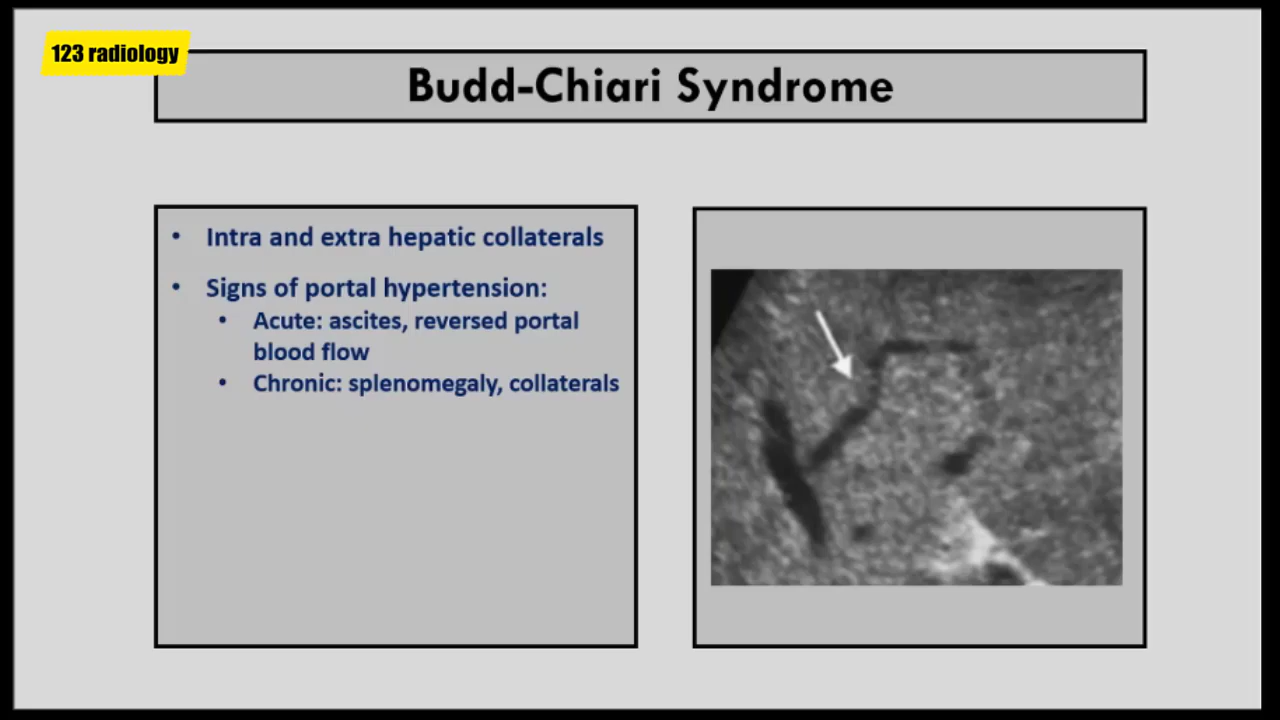 123 radiology
Budd-Chiari Syndrome
• Intra and extra hepatic collaterals
• Signs of portal hypertension:
• Acute: ascites, reversed portal
blood flow
• Chronic: splenomegaly, collaterals